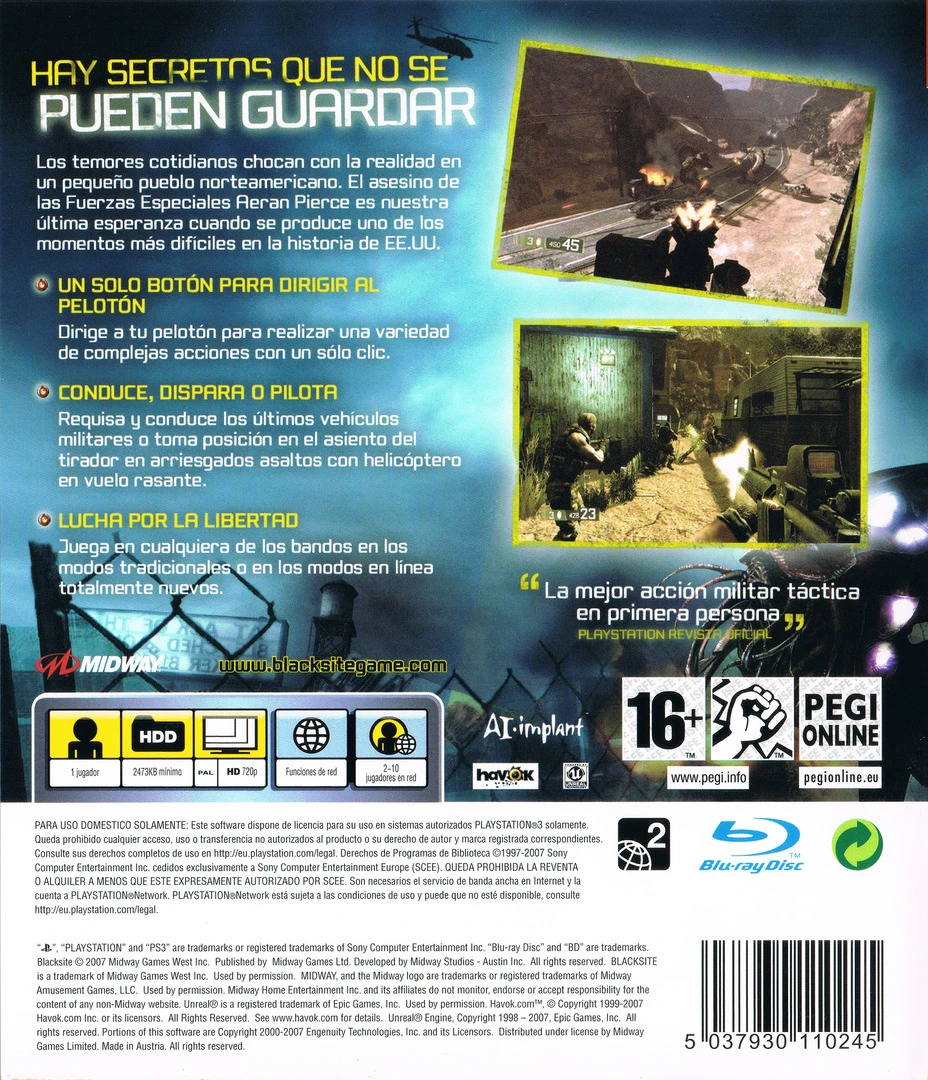 HAY SECRETOS QUE NO SE
PUEDEN GUARDAR
Los temores cotidianos chocan con la realidad en
un pequeño pueblo norteamericano. El asesino de
las Fuerzas Especiales Aeran Pierce es nuestra
última esperanza cuando se produce uno de los
momentos más difíciles en la historia de EE.UU.
UN SOLO BOTÓN PARA DIRIGIR AL
PELOTÓN
Dirige a tu pelotón para realizar una variedad
de complejas acciones con un sólo clic.
CONDUCE, DISPARA O PILOTA
Requisa y conduce los últimos vehículos
militares o toma posición en el asiento del
tirador en arriesgados asaltos con helicóptero
en vuelo rasante.
LUCHA POR LA LIBERTAD
Juega en cualquiera de los bandos en los
modos tradicionales o en los modos en línea
totalmente nuevos.
3 450 45
3 428 23
“La mejor acción militar táctica
en primera persona”
PLAYSTATION REVISTA OFICIAL
MIDWAY
www.blacksitegame.com
HDD
1 jugador
2473KB mínimo
PAL HD 720p
Funciones de red
2-10
jugadores en red
AI·implant
havok
16+
TM
TM
PEGI
ONLINE
www.pegi.info
pegionline.eu
PARA USO DOMESTICO SOLAMENTE: Este software dispone de licencia para su uso en sistemas autorizados PLAYSTATION®3 solamente.
Queda prohibido cualquier acceso, uso o transferencia no autorizados al producto o su derecho de autor y marca registrada correspondientes.
Consulte sus derechos completos de uso en http://eu.playstation.com/legal. Derechos de Programas de Biblioteca ©1997-2007 Sony
Computer Entertainment Inc. cedidos exclusivamente a Sony Computer Entertainment Europe (SCEE). QUEDA PROHIBIDA LA REVENTA
O ALQUILER A MENOS QUE ESTE EXPRESAMENTE AUTORIZADO POR SCEE. Son necesarios el servicio de banda ancha en Internet y la
cuenta a PLAYSTATION®Network. PLAYSTATION®Network está sujeta a las condiciones de uso y puede que no esté disponible, consulte
http://eu.playstation.com/legal.
2
Blu-ray Disc
TM
“ ”, “PLAYSTATION” and “PS3” are trademarks or registered trademarks of Sony Computer Entertainment Inc. “Blu-ray Disc” and “BD” are trademarks.
Blacksite © 2007 Midway Games West Inc. Published by Midway Games Ltd. Developed by Midway Studios - Austin Inc. All rights reserved. BLACKSITE
is a trademark of Midway Games West Inc. Used by permission. MIDWAY, and the Midway logo are trademarks or registered trademarks of Midway
Amusement Games, LLC. Used by permission. Midway Home Entertainment Inc. and its affiliates do not monitor, endorse or accept responsibility for the
content of any non-Midway website. Unreal® is a registered trademark of Epic Games, Inc. Used by permission. Havok.com™, © Copyright 1999-2007
Havok.com Inc. or its licensors. All Rights Reserved. See www.havok.com for details. Unreal® Engine, Copyright 1998 – 2007, Epic Games, Inc. All
rights reserved. Portions of this software are Copyright 2000-2007 Engenuity Technologies, Inc. and its Licensors. Distributed under license by Midway
Games Limited. Made in Austria. All rights reserved.
5 037930 110245